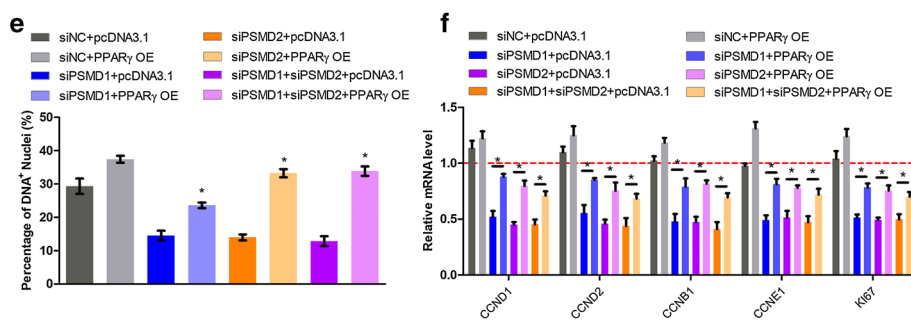 e
siNC+pcDNA3.1
siNC+PPARγ OE
siPSMD1+pcDNA3.1
siPSMD1+PPARγ OE
siPSMD2+pcDNA3.1
siPSMD2+PPARγ OE
siPSMD1+siPSMD2+pcDNA3.1
siPSMD1+siPSMD2+PPARγ OE
Percentage of DNA+ Nuclei (%)
50
40
30
20
10
0
* * *
f
siNC+pcDNA3.1
siPSMD1+pcDNA3.1
siPSMD2+pcDNA3.1
siPSMD1+siPSMD2+pcDNA3.1
siNC+PPARγ OE
siPSMD1+PPARγ OE
siPSMD2+PPARγ OE
siPSMD1+siPSMD2+PPARγ OE
Relative mRNA level
1.5
1.0
0.5
0.0
* * * * * * * * * * * * * * *
CCND1
CCND2
CCNB1
CCNE1
KI67